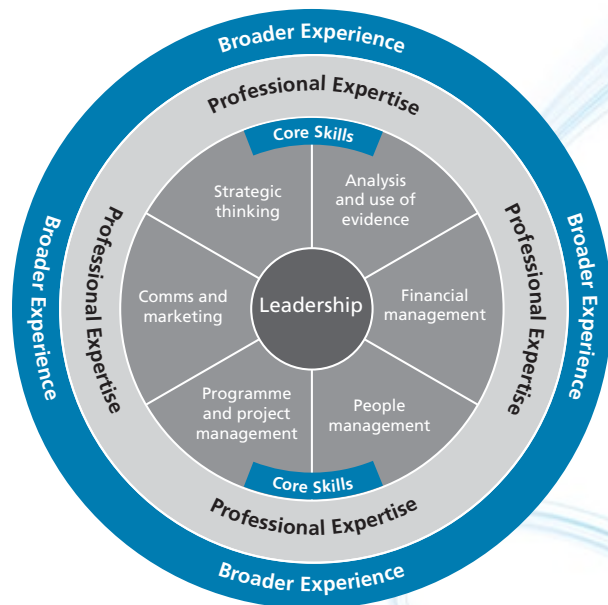 Broader Experience
Professional Expertise
Core Skills
Strategic
thinking
Analysis
and use of
evidence
Broader Experience
Professional Expertise
Comms and
marketing
Leadership
Financial
management
Professional Expertise
Broader Experience
Programme
and project
management
People
management
Core Skills
Professional Expertise
Broader Experience